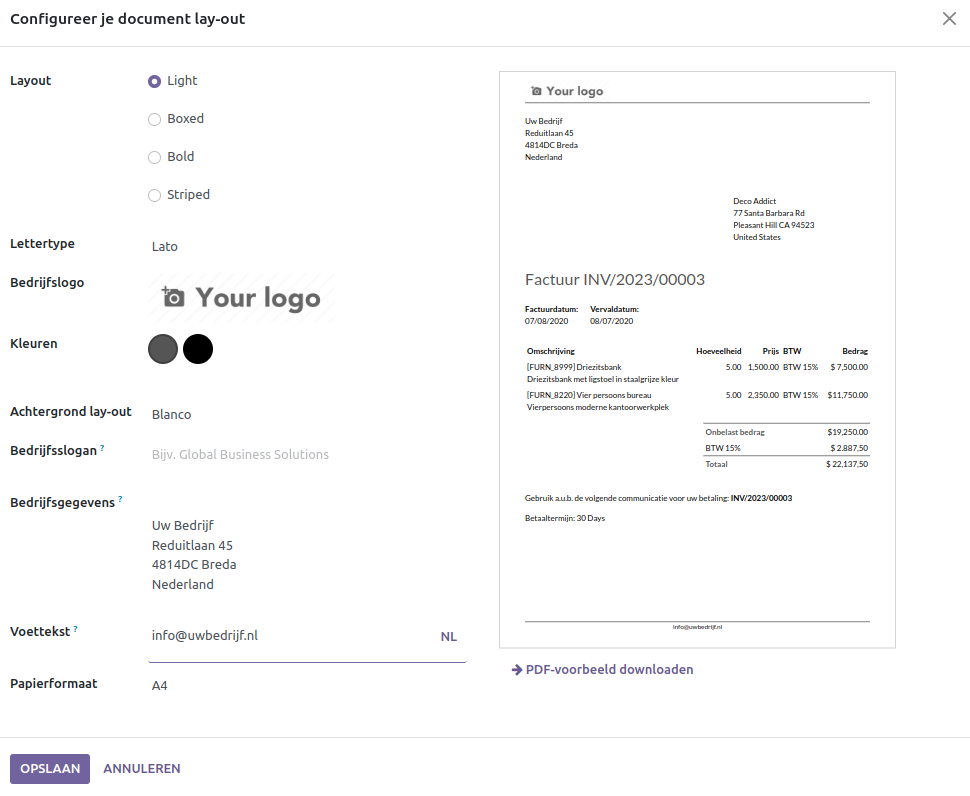 Configureer je document lay-out
Layout
Light
Boxed
Bold
Striped
Lettertype
Lato
Bedrijfslogo
Your logo
Kleuren
Achtergrond lay-out
Blanco
Bedrijfsslogan ?
Bijv. Global Business Solutions
Bedrijfsgegevens ?
Uw Bedrijf
Reduitlaan 45
4814DC Breda
Nederland
Voettekst ?
info@uwbedrijf.nl NL
Papierformaat
A4
Your logo
Uw Bedrijf
Reduitlaan 45
4814DC Breda
Nederland
Deco Addict
77 Santa Barbara Rd
Pleasant Hill CA 94523
United States
Factuur INV/2023/00003
Factuurdatum: Vervaldatum:
07/08/2020 08/07/2020
Omschrijving Hoeveelheid Prijs BTW Bedrag
[FURN_8999] Driezitsbank 5.00 1,500.00 BTW 15% $ 7,500.00
Driezitsbank met ligstoel in staalgrijze kleur
[FURN_8220] Vier persoons bureau 5.00 2,350.00 BTW 15% $11,750.00
Vierpersoons moderne kantoorwerkplek
Onbelast bedrag $19,250.00
BTW 15% $ 2.887,50
Totaal $ 22,137,50
Gebruik a.u.b. de volgende communicatie voor uw betaling: INV/2023/00003
Betaaltermijn: 30 Days
info@uwbedrijf.nl
PDF-voorbeeld downloaden
OPSLAAN ANNULEREN